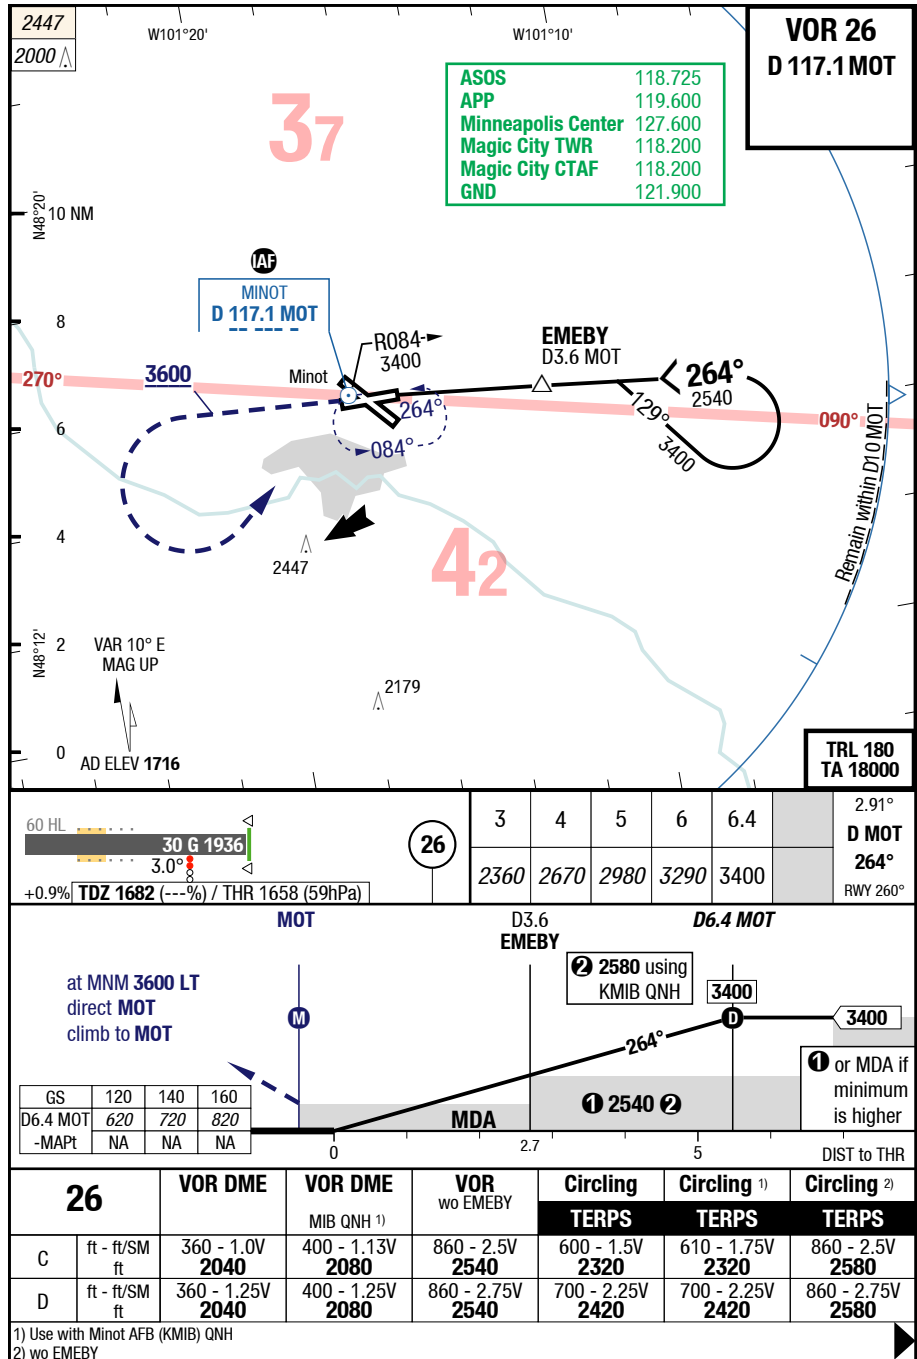 2447
2000
W101°20'
W101°10'
VOR 26
D 117.1 MOT
ASOS 118.725
APP 119.600
Minneapolis Center 127.600
Magic City TWR 118.200
Magic City CTAF 118.200
GND 121.900
37
N48°20'
10 NM
IAF
MINOT
D 117.1 MOT
8
R084
3400
EMEBY
D3.6 MOT
270°
3600
Minot
264°
2540
264°
129°
3400
090°
6
084°
Remain within D10 MOT
4
2447
42
N48°12'
2
VAR 10° E
MAG UP
2179
0
AD ELEV 1716
TRL 180
TA 18000
60 HL
30 G 1936
3.0°
+0.9% TDZ 1682 (---%) / THR 1658 (59hPa)
26
3 4 5 6 6.4
2360 2670 2980 3290 3400
2.91°
D MOT
264°
RWY 260°
MOT
D3.6
EMEBY
D6.4 MOT
at MNM 3600 LT
direct MOT
climb to MOT
M
2 2580 using
KMIB QNH
3400
D
3400
264°
1 or MDA if
minimum
is higher
MDA
1 2540 2
GS 120 140 160
D6.4 MOT 620 720 820
-MAPt NA NA NA
0
2.7
5
DIST to THR
26
VOR DME
VOR DME
MIB QNH 1)
VOR
wo EMEBY
Circling
TERPS
Circling 1)
TERPS
Circling 2)
TERPS
C
ft - ft/SM 360 - 1.0V 400 - 1.13V 860 - 2.5V 600 - 1.5V 610 - 1.75V 860 - 2.5V
ft 2040 2080 2540 2320 2320 2580
D
ft - ft/SM 360 - 1.25V 400 - 1.25V 860 - 2.75V 700 - 2.25V 700 - 2.25V 860 - 2.75V
ft 2040 2080 2540 2420 2420 2580
1) Use with Minot AFB (KMIB) QNH
2) wo EMEBY